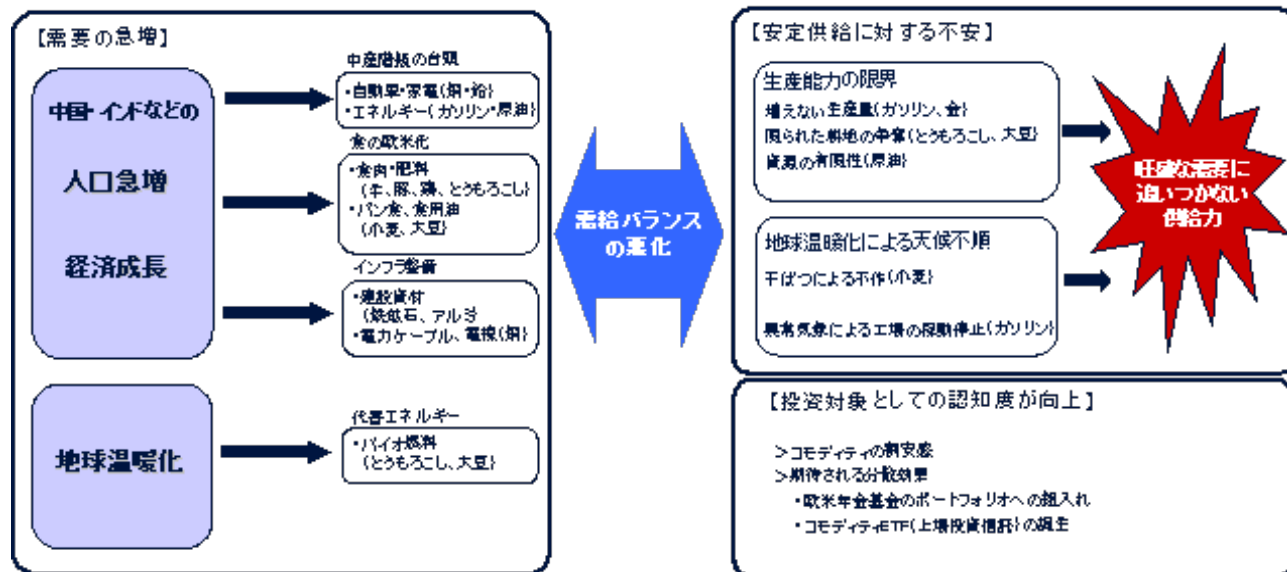 【需要の急増】
中国・インドなどの
人口急増
経済成長
中産階級の台頭
・自動車・家電(銅・鉛)
・エネルギー(ガソリン・原油)
食の欧米化
・食肉・肥料
(牛、豚、鶏、とうもろこし)
・パン食、食用油
(小麦、大豆)
インフラ整備
・建設資材
(鉄鉱石、アルミ)
・電力ケーブル、電線(銅)
地球温暖化
代替エネルギー
・バイオ燃料
(とうもろこし、大豆)
需給バランス
の悪化
【安定供給に対する不安】
生産能力の限界
増えない生産量(ガソリン、金)
限られた耕地の争奪(とうもろこし、大豆)
資源の有限性(原油)
地球温暖化による天候不順
干ばつによる不作(小麦)
異常気象による工場の稼動停止(ガソリン)
旺盛な需要に
追いつかない
供給力
【投資対象としての認知度が向上】
>コモディティの割安感
>期待される分散効果
・欧米年金基金のポートフォリオへの組入れ
・コモディティETF(上場投資信託)の誕生